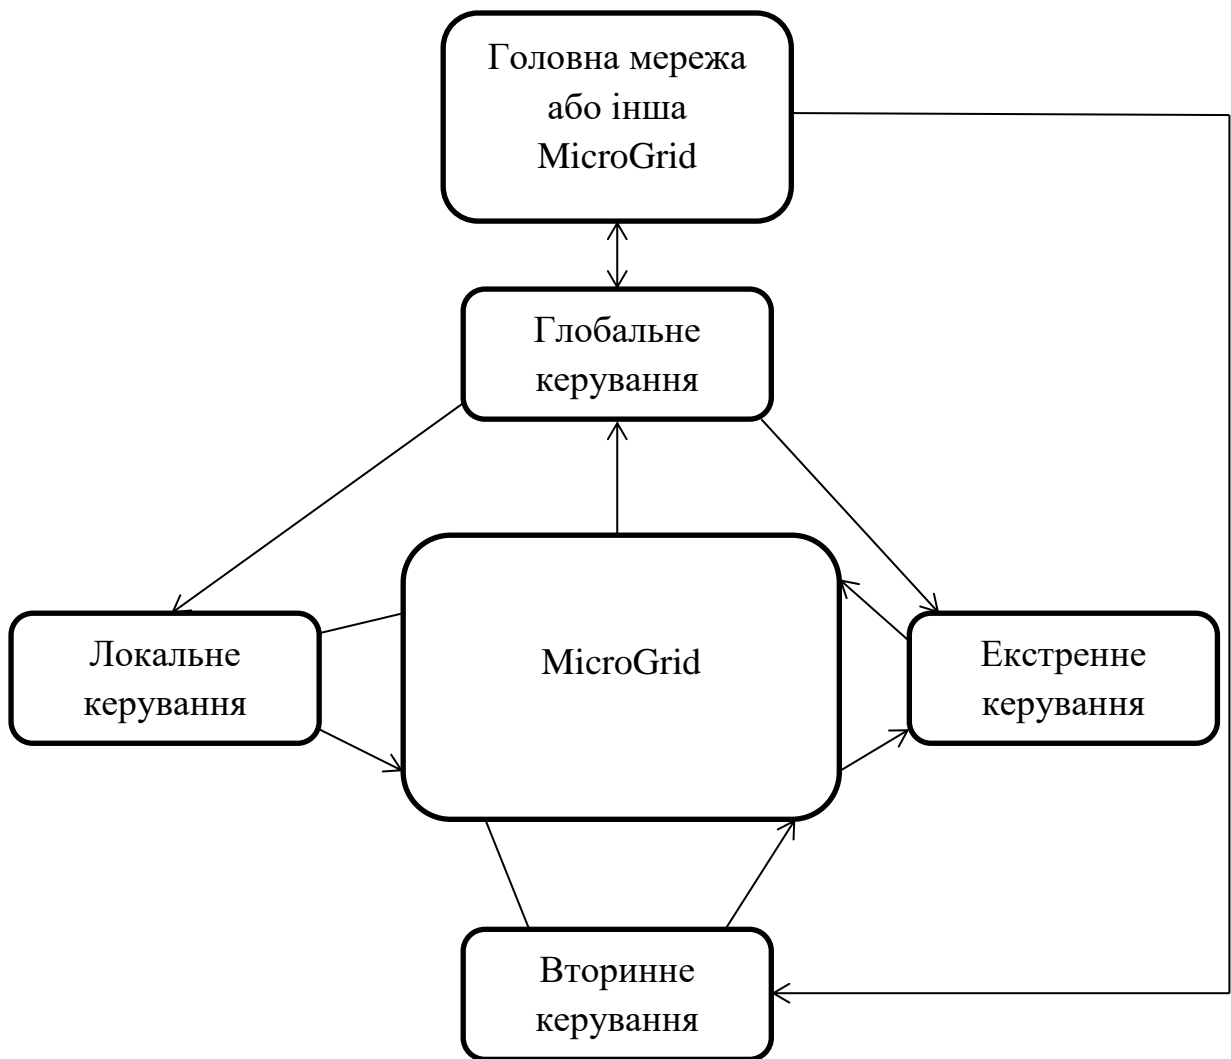 Головна мережа
або інша
MicroGrid
Глобальне
керування
Локальне
керування
MicroGrid
Екстренне
керування
Вторинне
керування